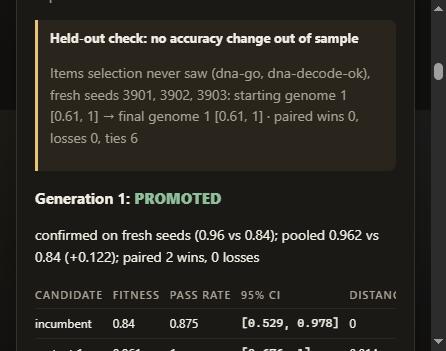 Held-out check: no accuracy change out of sample
Items selection never saw (dna-go, dna-decode-ok),
fresh seeds 3901, 3902, 3903: starting genome 1
[0.61, 1] → final genome 1 [0.61, 1] · paired wins 0,
losses 0, ties 6
Generation 1: PROMOTED
confirmed on fresh seeds (0.96 vs 0.84); pooled 0.962 vs
0.84 (+0.122); paired 2 wins, 0 losses
CANDIDATE FITNESS PASS RATE 95% CI DISTANC
incumbent 0.84 0.875 [0.529, 0.978] 0